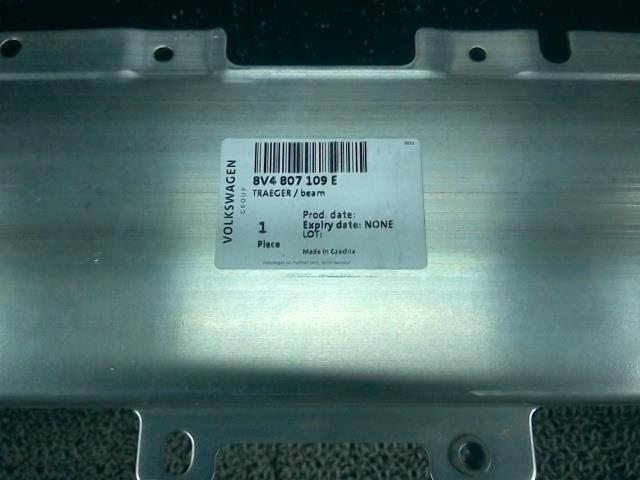 VOLKSWAGEN
GROUP
8V4 807 109 E
TRAEGER / beam
1
Piece
Prod. date:
Expiry date: NONE
LOT:
Made in Czechia